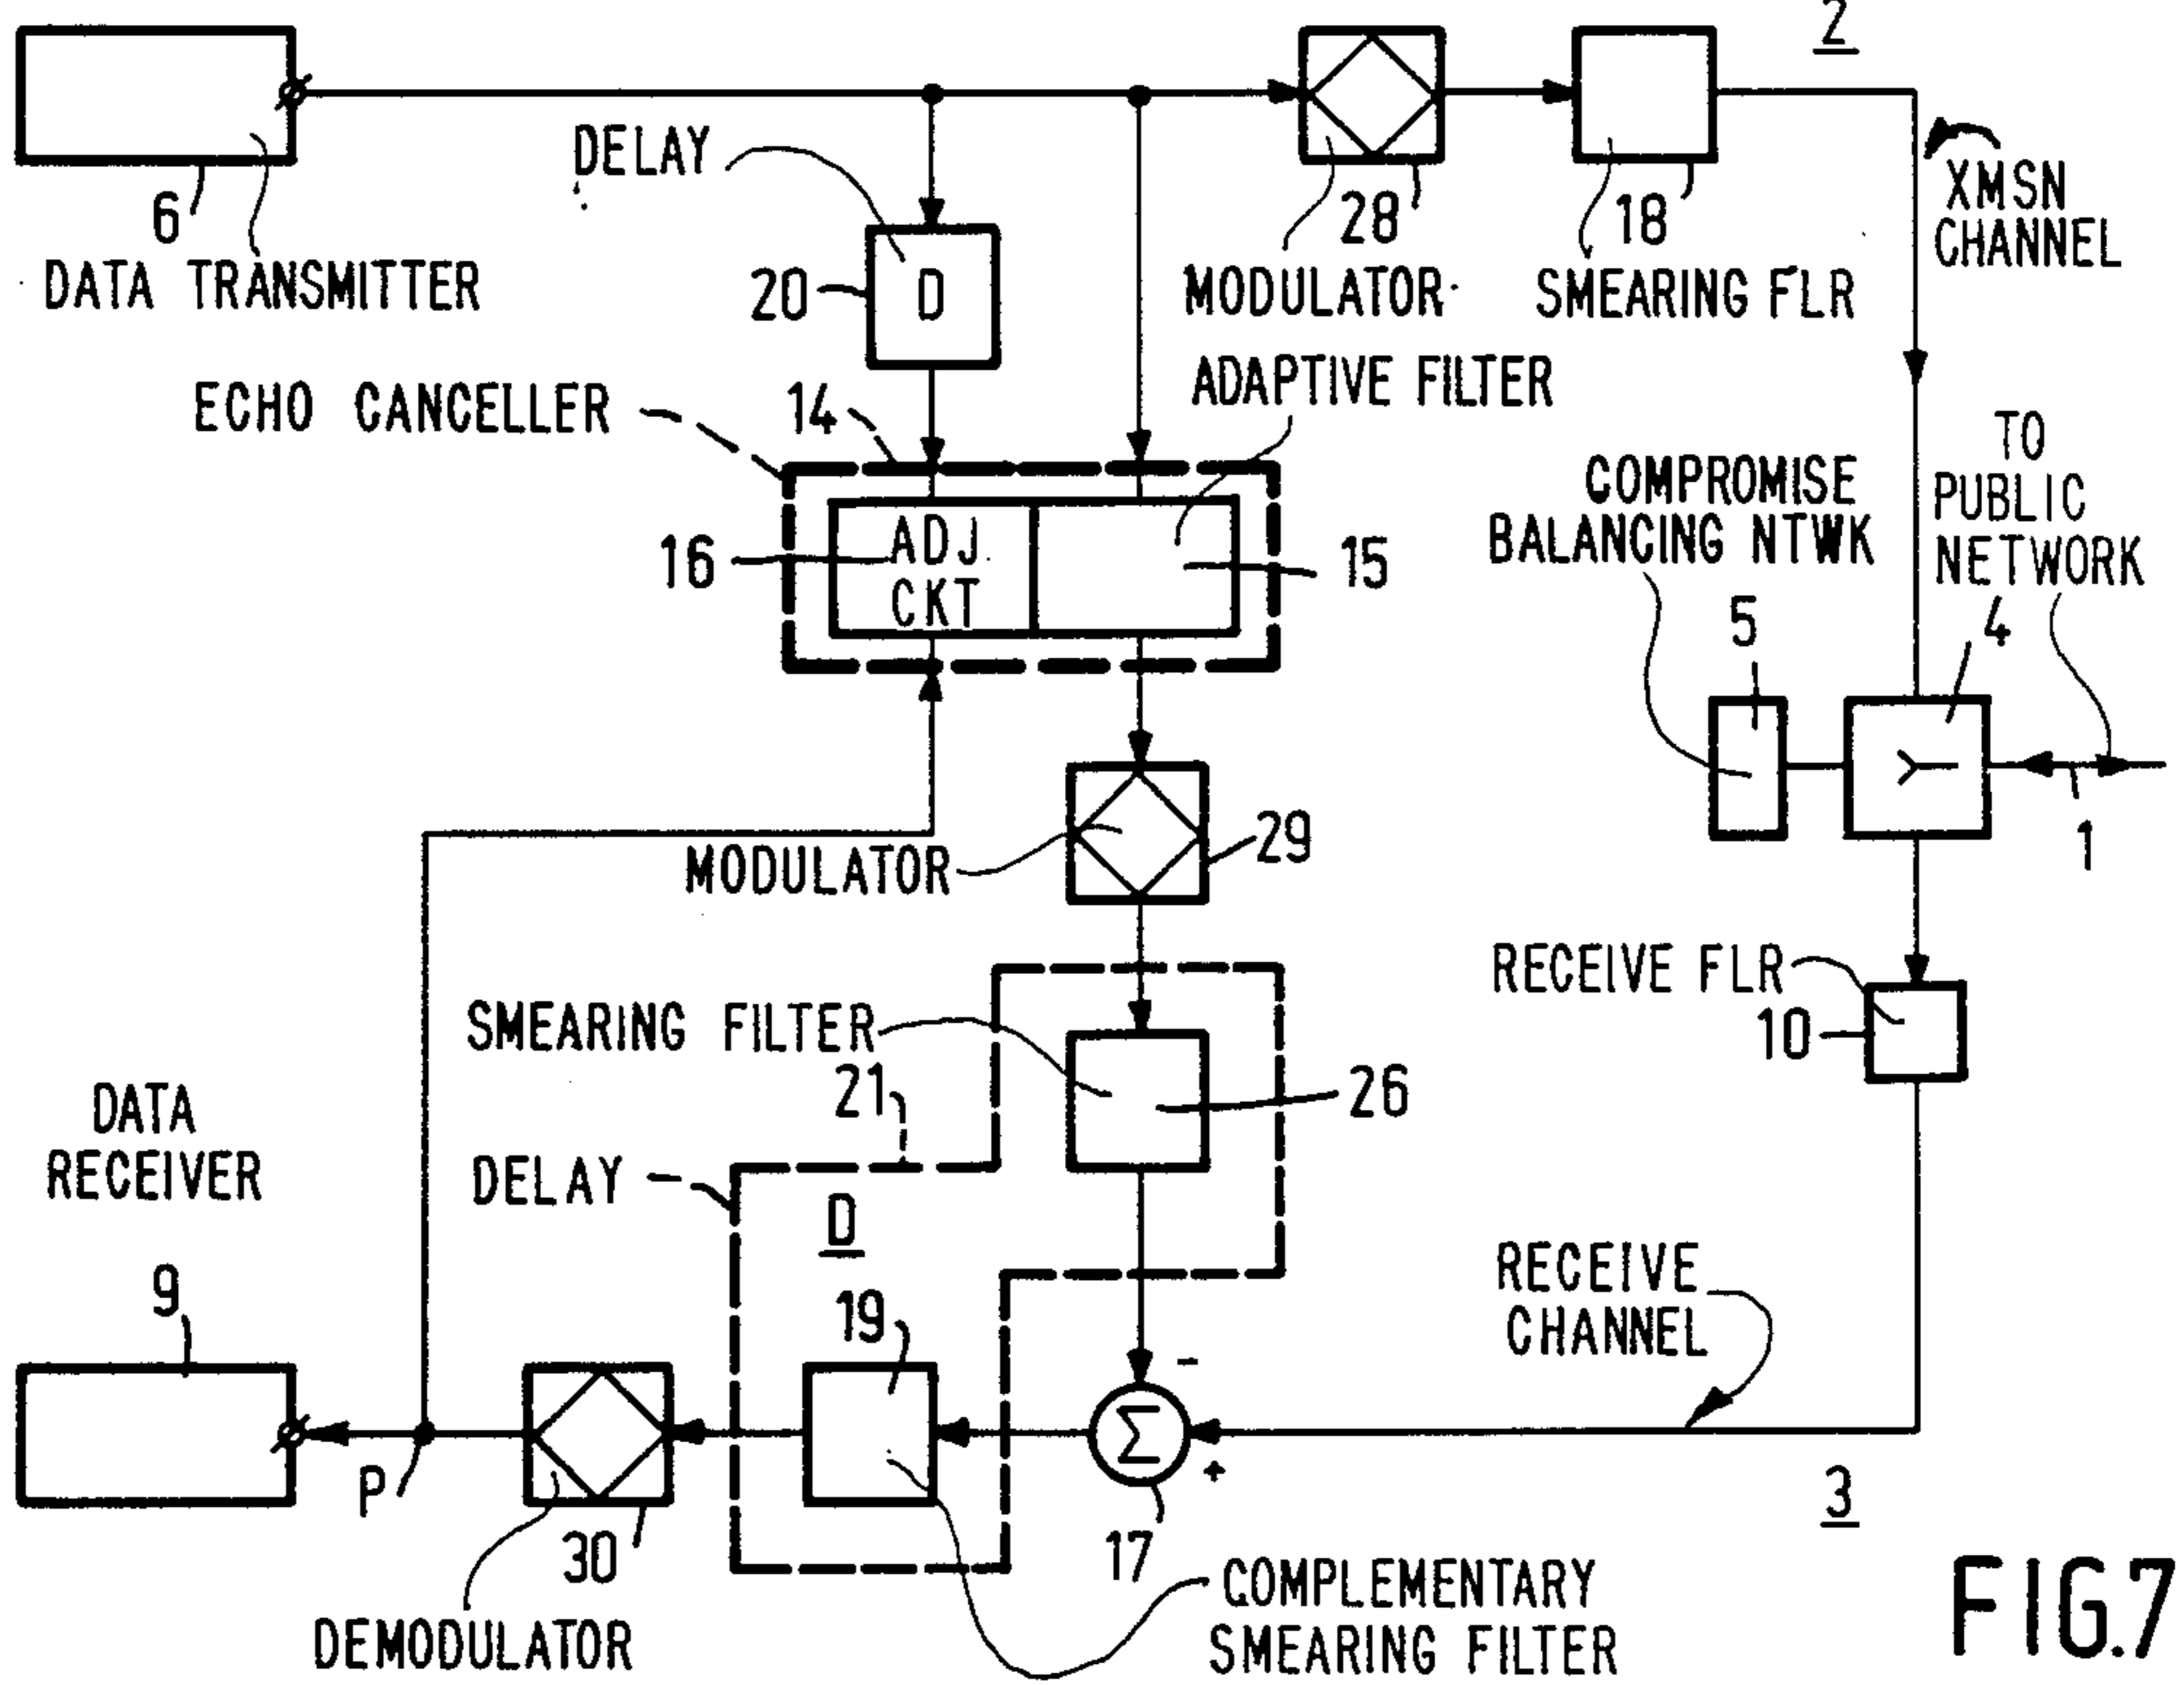 2
DELAY
XMSN
CHANNEL
6
28
18
DATA TRANSMITTER
20
D
MODULATOR
SMEARING FLR
ECHO CANCELLER
14
ADAPTIVE FILTER
TO
PUBLIC
NETWORK
COMPROMISE
BALANCING NTWK
16
ADJ
CKT
15
5
4
MODULATOR
29
1
RECEIVE FLR
10
SMEARING FILTER
21
26
DATA
RECEIVER
DELAY
D
9
19
RECEIVE
CHANNEL
-
Σ
+
P
30
17
3
DEMODULATOR
COMPLEMENTARY
SMEARING FILTER
FIG.7